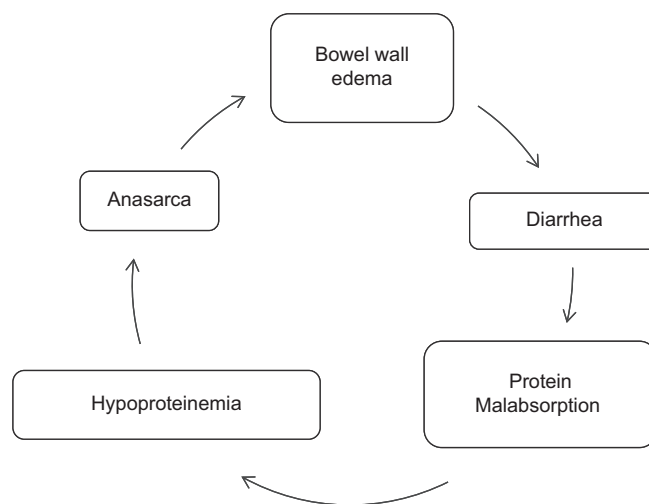 Bowel wall
edema
Diarrhea
Protein
Malabsorption
Hypoproteinemia
Anasarca